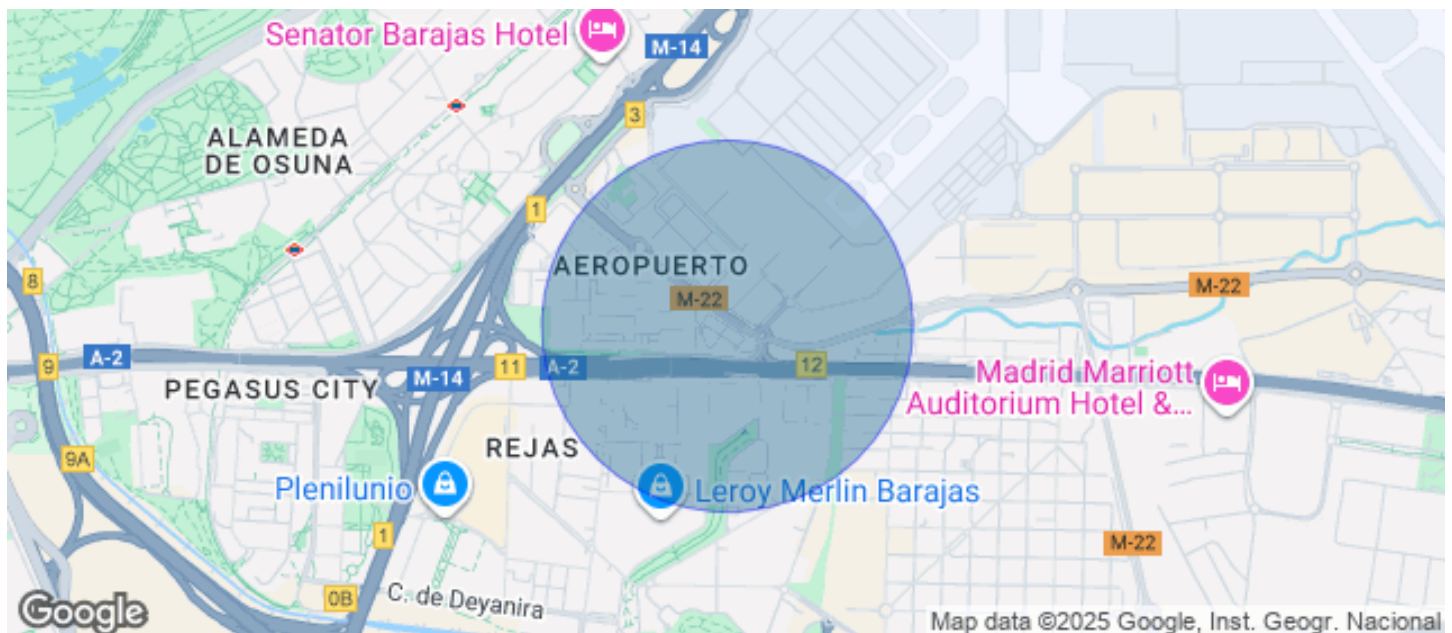 Senator Barajas Hotel
M-14
3
ALAMEDA
DE OSUNA
1
AEROPUERTO
8
M-22
M-22
A-2
9
11
A-2
12
M-14
PEGASUS CITY
Madrid Marriott
Auditorium Hotel &...
REJAS
9A
Plenilunio
Leroy Merlin Barajas
1
M-22
0B
C. de Deyanira
Google
Map data ©2025 Google, Inst. Geogr. Nacional